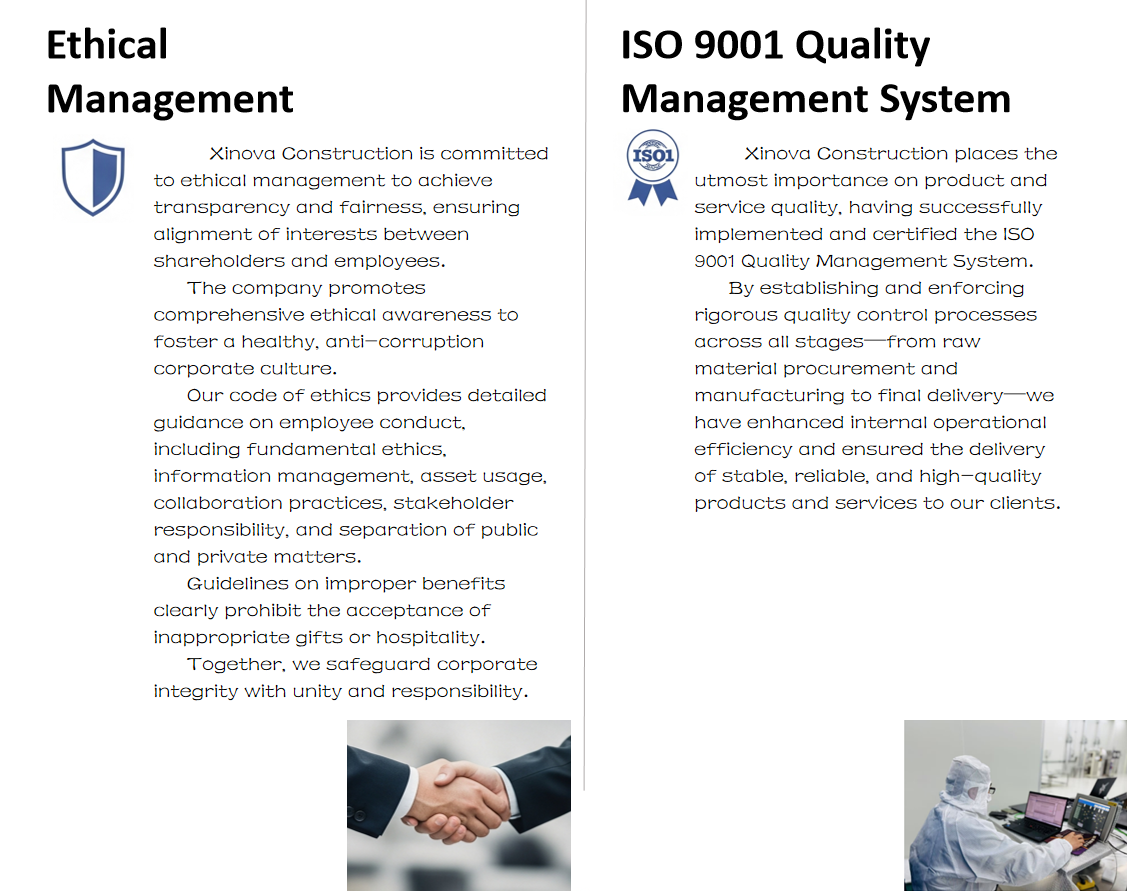 Ethical
Management
Xinova Construction is committed
to ethical management to achieve
transparency and fairness, ensuring
alignment of interests between
shareholders and employees.
The company promotes
comprehensive ethical awareness to
foster a healthy, anti-corruption
corporate culture.
Our code of ethics provides detailed
guidance on employee conduct,
including fundamental ethics,
information management, asset usage,
collaboration practices, stakeholder
responsibility, and separation of public
and private matters.
Guidelines on improper benefits
clearly prohibit the acceptance of
inappropriate gifts or hospitality.
Together, we safeguard corporate
integrity with unity and responsibility.
ISO 9001 Quality
Management System
ISO1
Xinova Construction places the
utmost importance on product and
service quality, having successfully
implemented and certified the ISO
9001 Quality Management System.
By establishing and enforcing
rigorous quality control processes
across all stages—from raw
material procurement and
manufacturing to final delivery—we
have enhanced internal operational
efficiency and ensured the delivery
of stable, reliable, and high-quality
products and services to our clients.